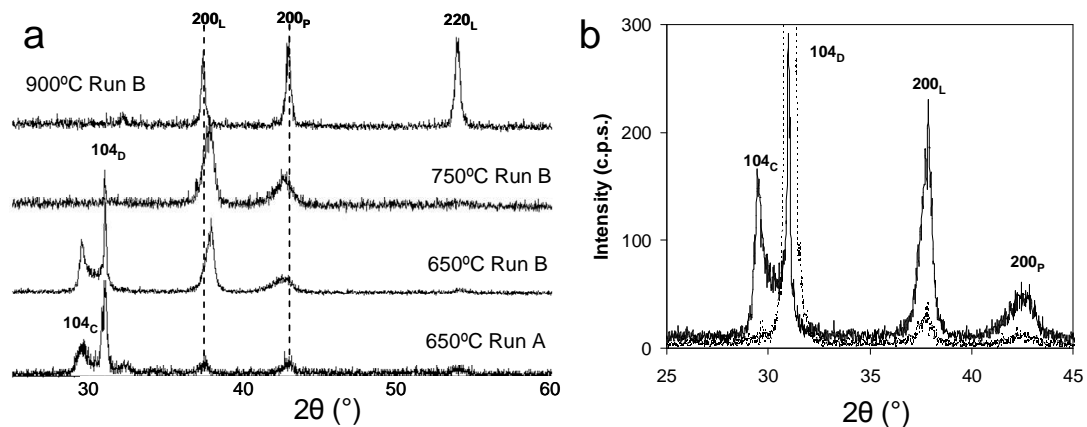 a
200L 200P 220L
900ºC Run B
104D
750ºC Run B
650ºC Run B
104C
650ºC Run A
30 40 50 60
2θ (°)
b
300
104D
200L
104C
200
Intensity (c.p.s.)
200P
100
0
25 30 35 40 45
2θ (°)